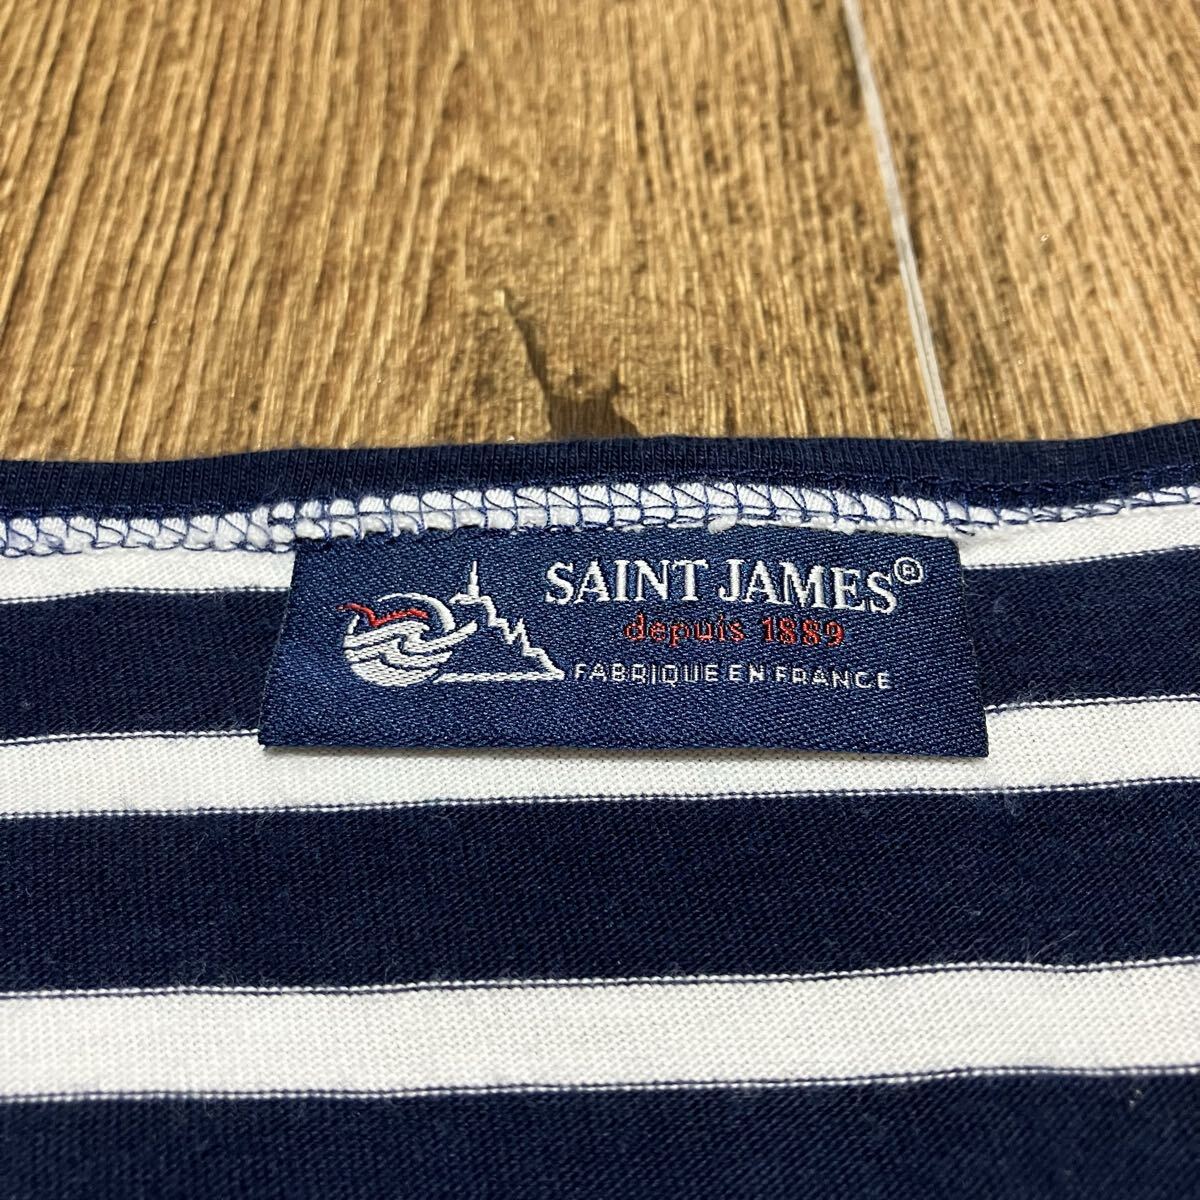 SAINT JAMES®
depuis 1889
FABRIQUE EN FRANCE